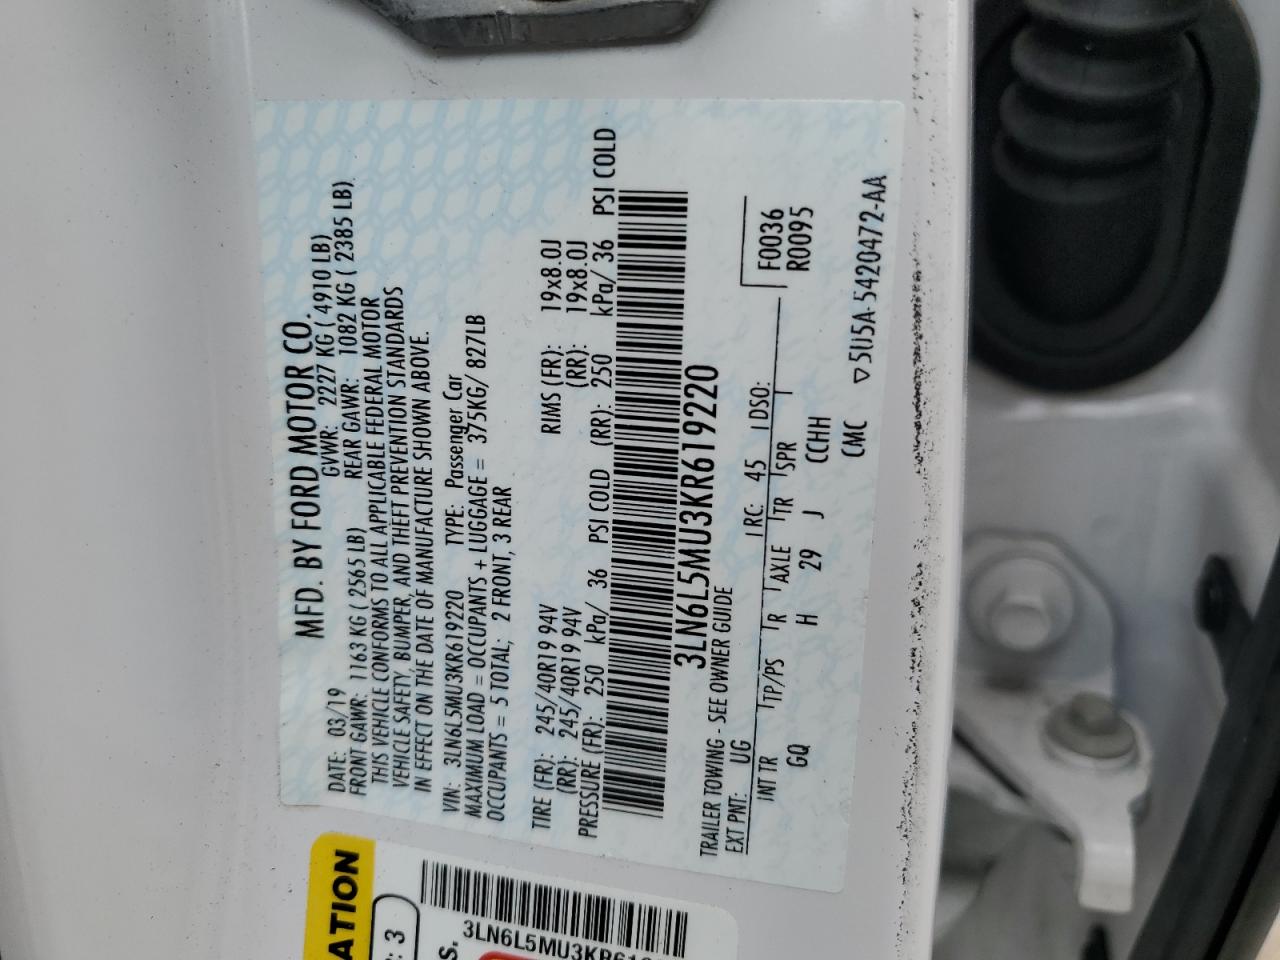 MFD. BY FORD MOTOR CO.
DATE: 03/19 GVWR: 2227 KG ( 4910 LB)
FRONT GAWR: 1163 KG ( 2565 LB) REAR GAWR: 1082 KG ( 2385 LB)
THIS VEHICLE CONFORMS TO ALL APPLICABLE FEDERAL MOTOR
VEHICLE SAFETY, BUMPER, AND THEFT PREVENTION STANDARDS
IN EFFECT ON THE DATE OF MANUFACTURE SHOWN ABOVE.
VIN: 3LN6L5MU3KR619220 TYPE: Passenger Car
MAXIMUM LOAD = OCCUPANTS + LUGGAGE = 375KG/ 827LB
OCCUPANTS = 5 TOTAL; 2 FRONT, 3 REAR
TIRE (FR): 245/40R19 94V RIMS (FR): 19x8.0J
(RR): 245/40R19 94V (RR): 19x8.0J
PRESSURE (FR): 250 kPa/ 36 PSI COLD (RR): 250 kPa/ 36 PSI COLD
3LN6L5MU3KR619220
TRAILER TOWING - SEE OWNER GUIDE
EXT PNT: UG RC: 45 DSO: F0036
INT TR TP/PS R AXLE TR SPR R0095
GQ H 29 J CCHH
CMC ▽5U5A-5420472-AA
ATION
: 3
S.
3LN6L5MU3KR61